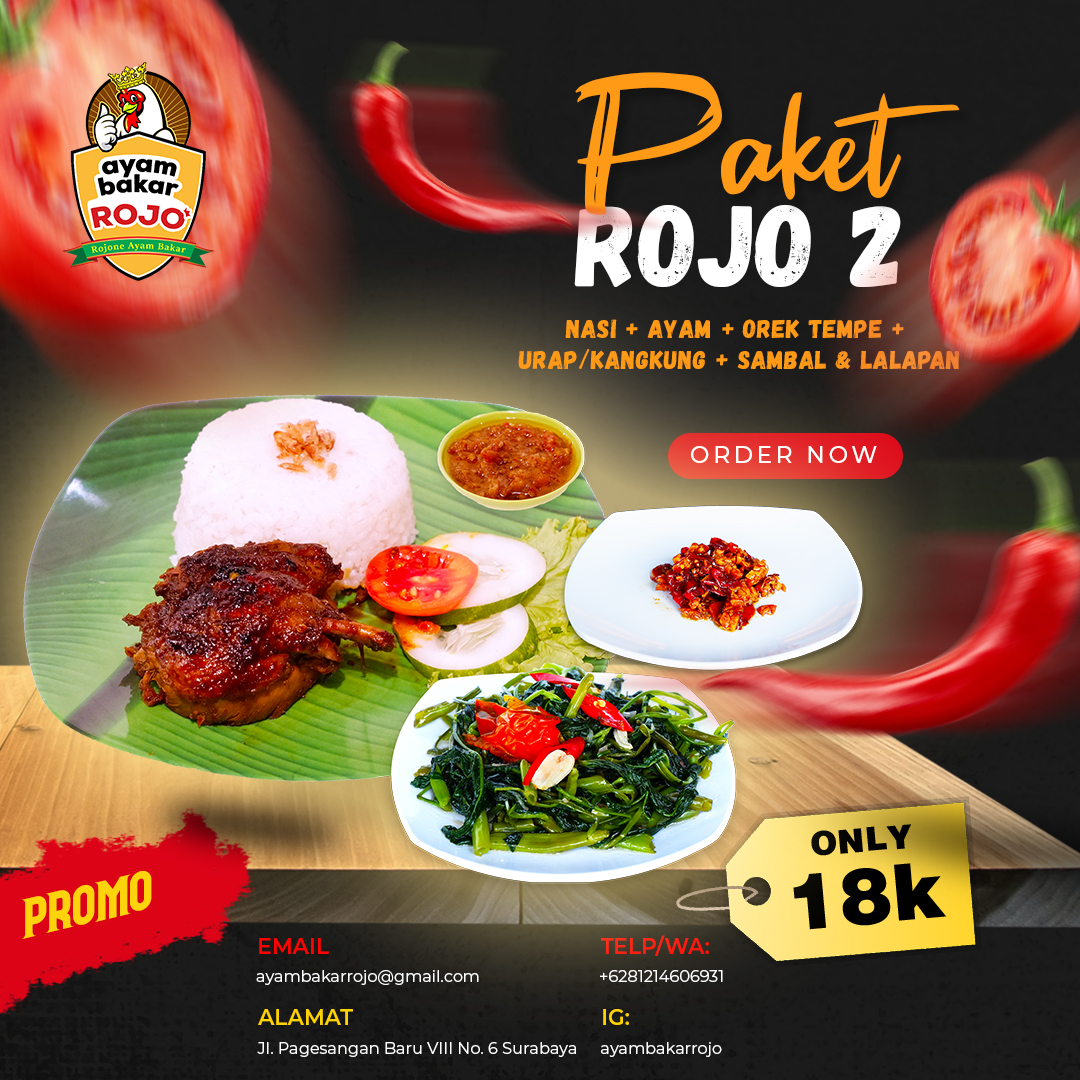 ayam
bakar
ROJO
Rojone Ayam Bakar
Paket
ROJO 2
NASI + AYAM + OREK TEMPE +
URAP/KANGKUNG + SAMBAL & LALAPAN
ORDER NOW
PROMO
ONLY
18k
EMAIL
ayambakarrojo@gmail.com
ALAMAT
Jl. Pagesangan Baru VIII No. 6 Surabaya
TELP/WA:
+6281214606931
IG:
ayambakarrojo